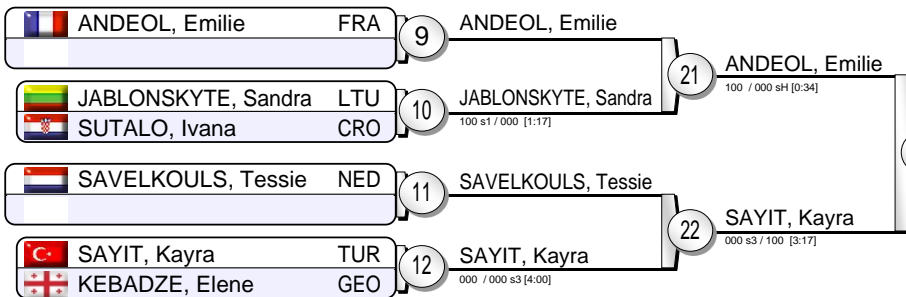 ANDEOL, Emilie FRA
9
ANDEOL, Emilie
21
ANDEOL, Emilie
100 / 000 sH [0:34]
JABLONSKYTE, Sandra LTU
SUTALO, Ivana CRO
10
JABLONSKYTE, Sandra
100 s1 / 000 [1:17]
SAVELKOULS, Tessie NED
11
SAVELKOULS, Tessie
22
SAYIT, Kayra
000 s3 / 100 [3:17]
SAYIT, Kayra TUR
KEBADZE, Elene GEO
12
SAYIT, Kayra
000 / 000 s3 [4:00]